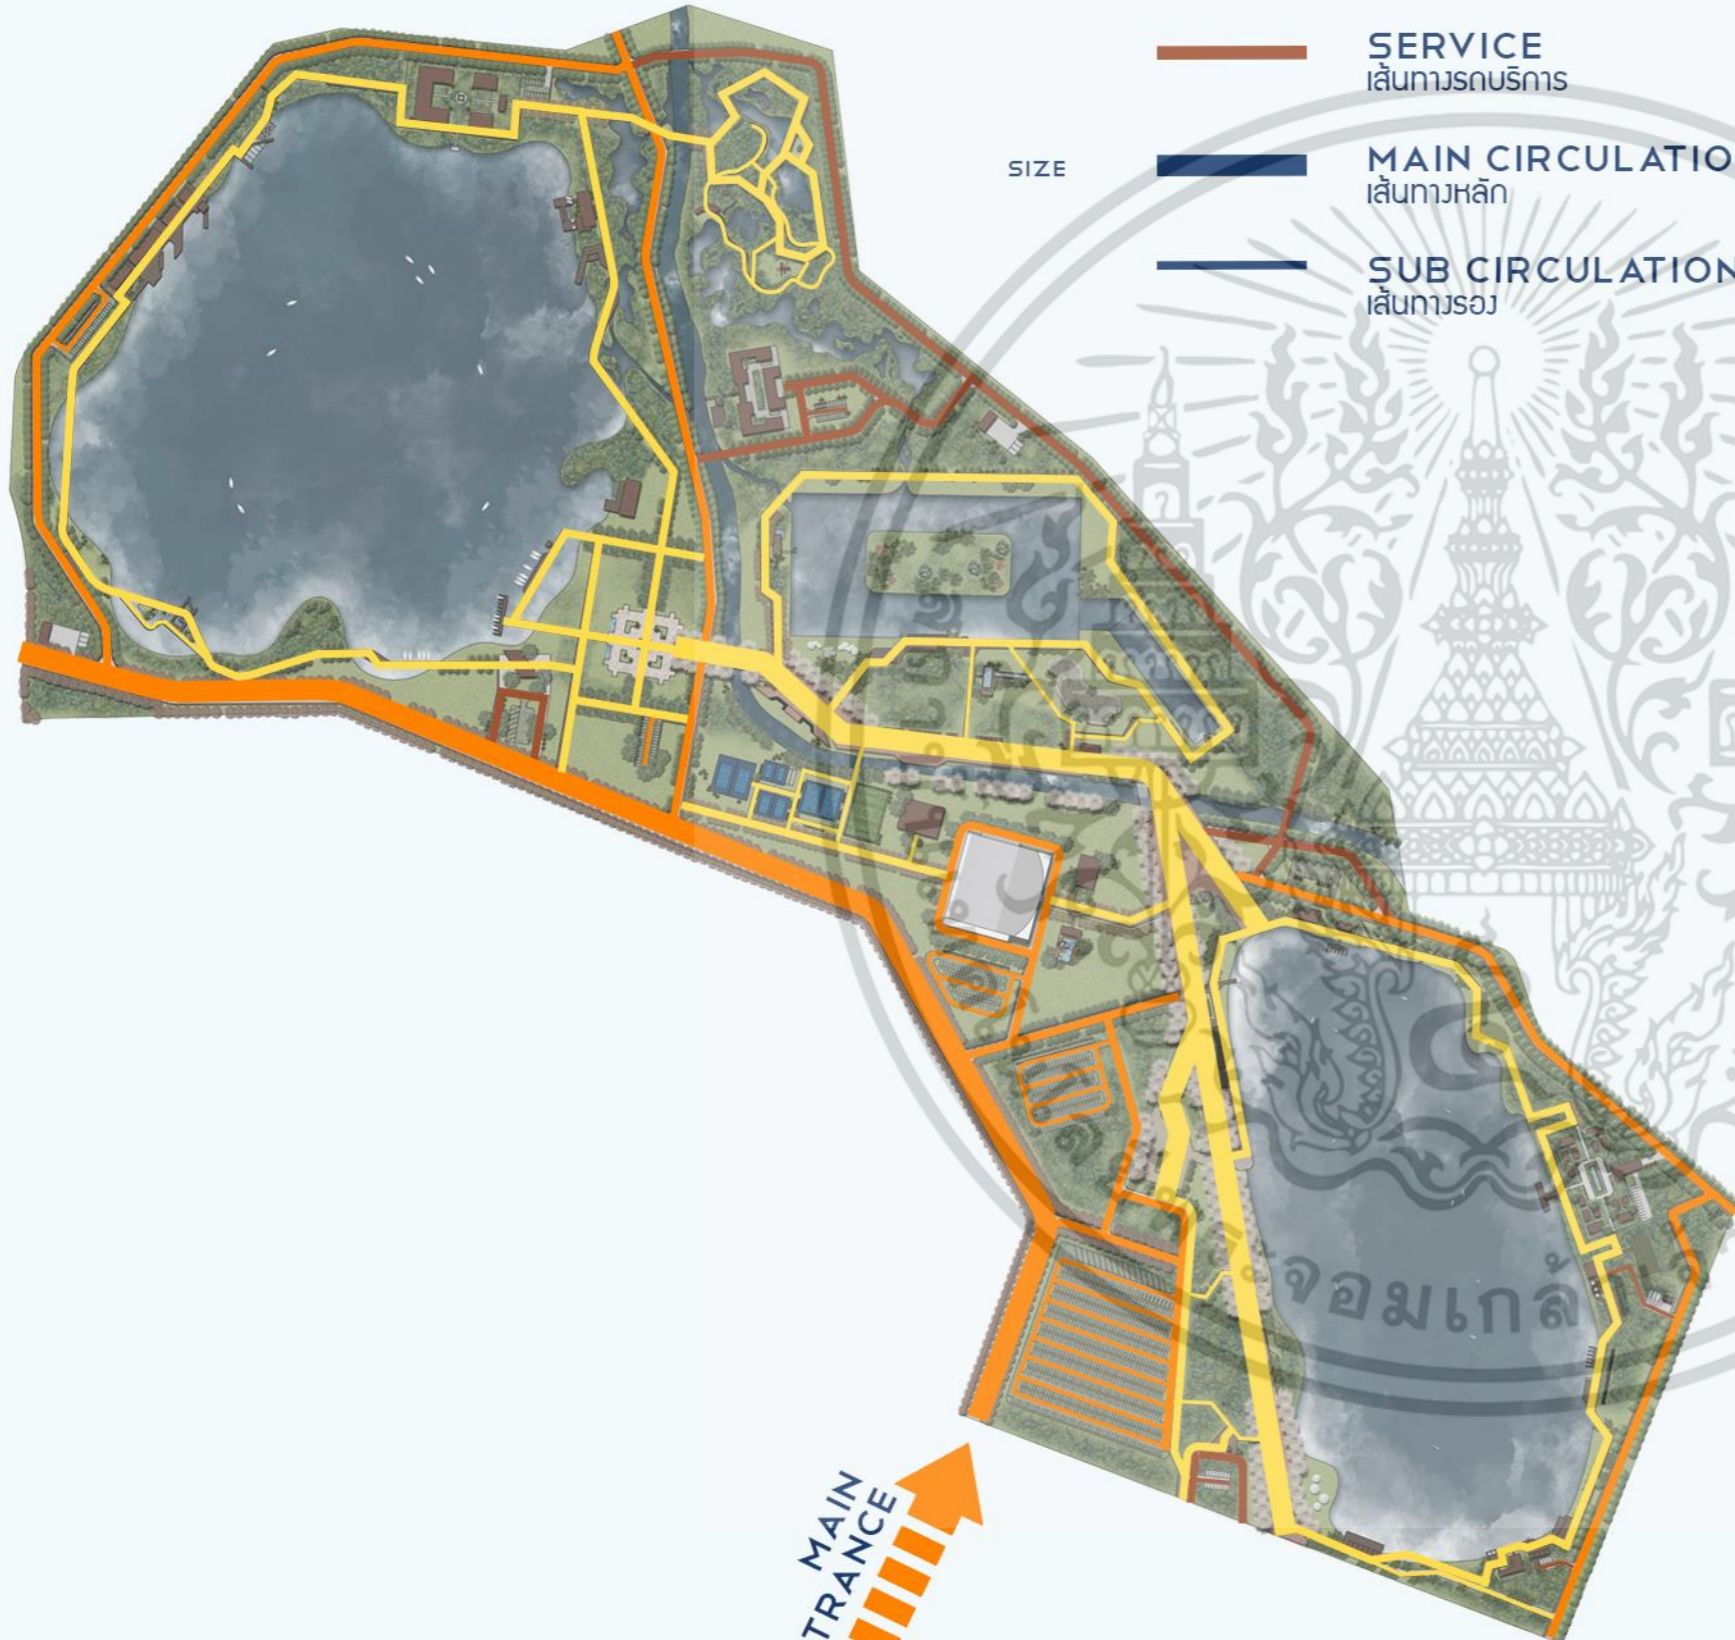 SERVICE
เส้นทางรถบริการ
SIZE
MAIN CIRCULATIO
เส้นทางหลัก
SUB CIRCULATION
เส้นทางรอง
จอมเกล้า
MAIN
TRANCE